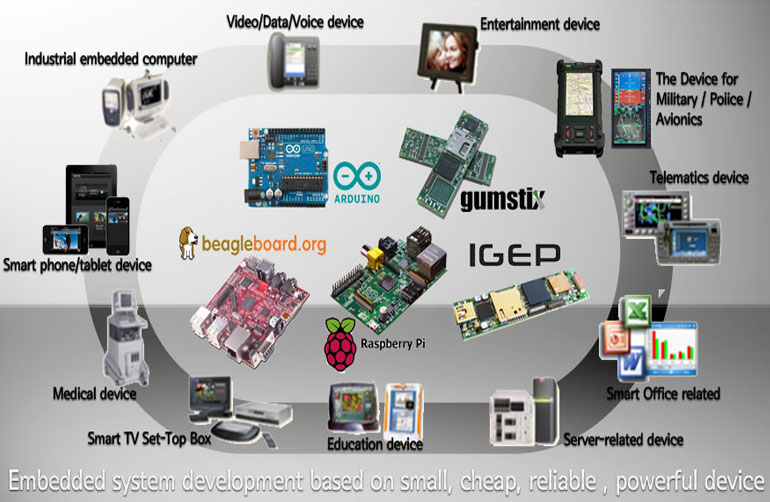 Video/Data/Voice device
Entertainment device
Industrial embedded computer
The Device for
Military / Police /
Avionics
UNO
ARDUINO
ARDUINO
gumstix
Telematics device
beagleboard.org
IGEP
Smart phone/tablet device
Raspberry Pi
Medical device
Smart Office related
Smart TV Set-Top Box
Education device
Server-related device
Embedded system development based on small, cheap, reliable , powerful device